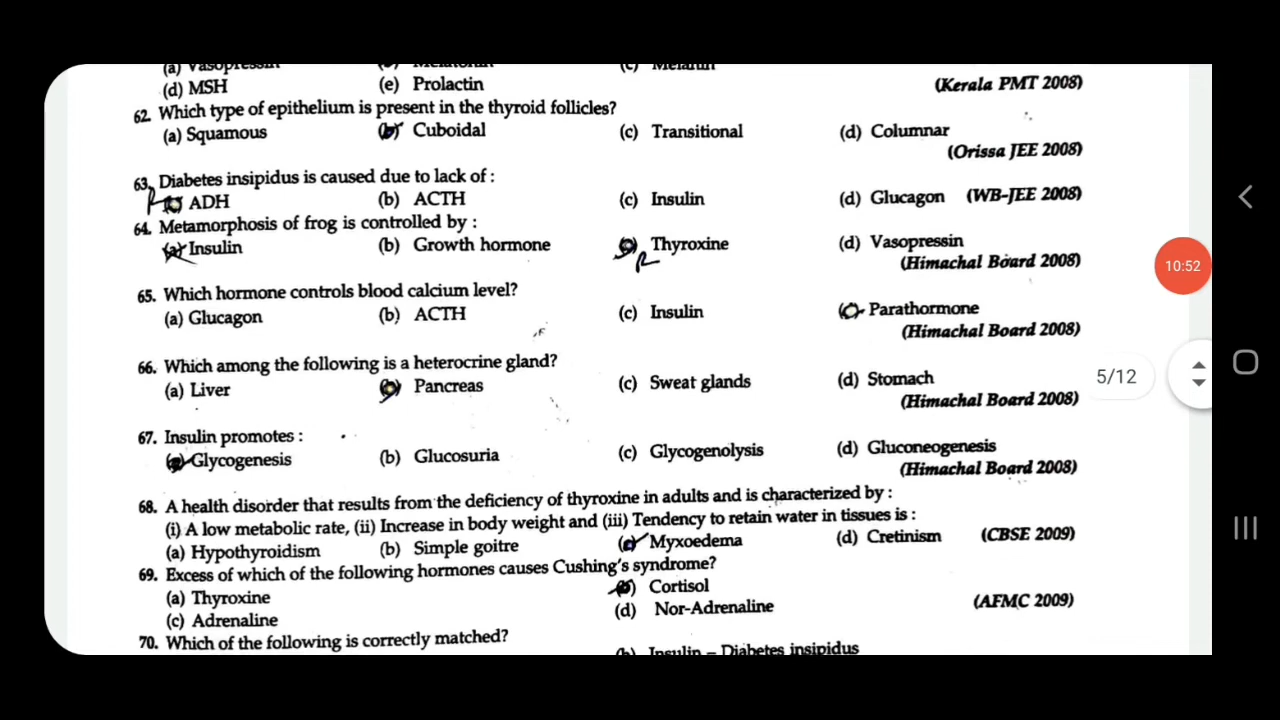 (a) Vasopressin (b) Melatonin (c) Melanin
(d) MSH (e) Prolactin (Kerala PMT 2008)
62. Which type of epithelium is present in the thyroid follicles?
(a) Squamous (b) Cuboidal (c) Transitional (d) Columnar
(Orissa JEE 2008)
63. Diabetes insipidus is caused due to lack of :
ADH (b) ACTH (c) Insulin (d) Glucagon (WB-JEE 2008)
64. Metamorphosis of frog is controlled by :
(a) Insulin (b) Growth hormone Thyroxine (d) Vasopressin
(Himachal Board 2008)
10:52
65. Which hormone controls blood calcium level?
(a) Glucagon (b) ACTH (c) Insulin Parathormone
(Himachal Board 2008)
66. Which among the following is a heterocrine gland?
(a) Liver (b) Pancreas (c) Sweat glands (d) Stomach
5/12
(Himachal Board 2008)
67. Insulin promotes :
Glycogenesis (b) Glucosuria (c) Glycogenolysis (d) Gluconeogenesis
(Himachal Board 2008)
68. A health disorder that results from the deficiency of thyroxine in adults and is characterized by :
(i) A low metabolic rate, (ii) Increase in body weight and (iii) Tendency to retain water in tissues is :
(a) Hypothyroidism (b) Simple goitre Myxoedema (d) Cretinism (CBSE 2009)
69. Excess of which of the following hormones causes Cushing's syndrome?
(a) Thyroxine Cortisol
(c) Adrenaline (d) Nor-Adrenaline (AFMC 2009)
70. Which of the following is correctly matched?
(b) Insulin – Diabetes insipidus